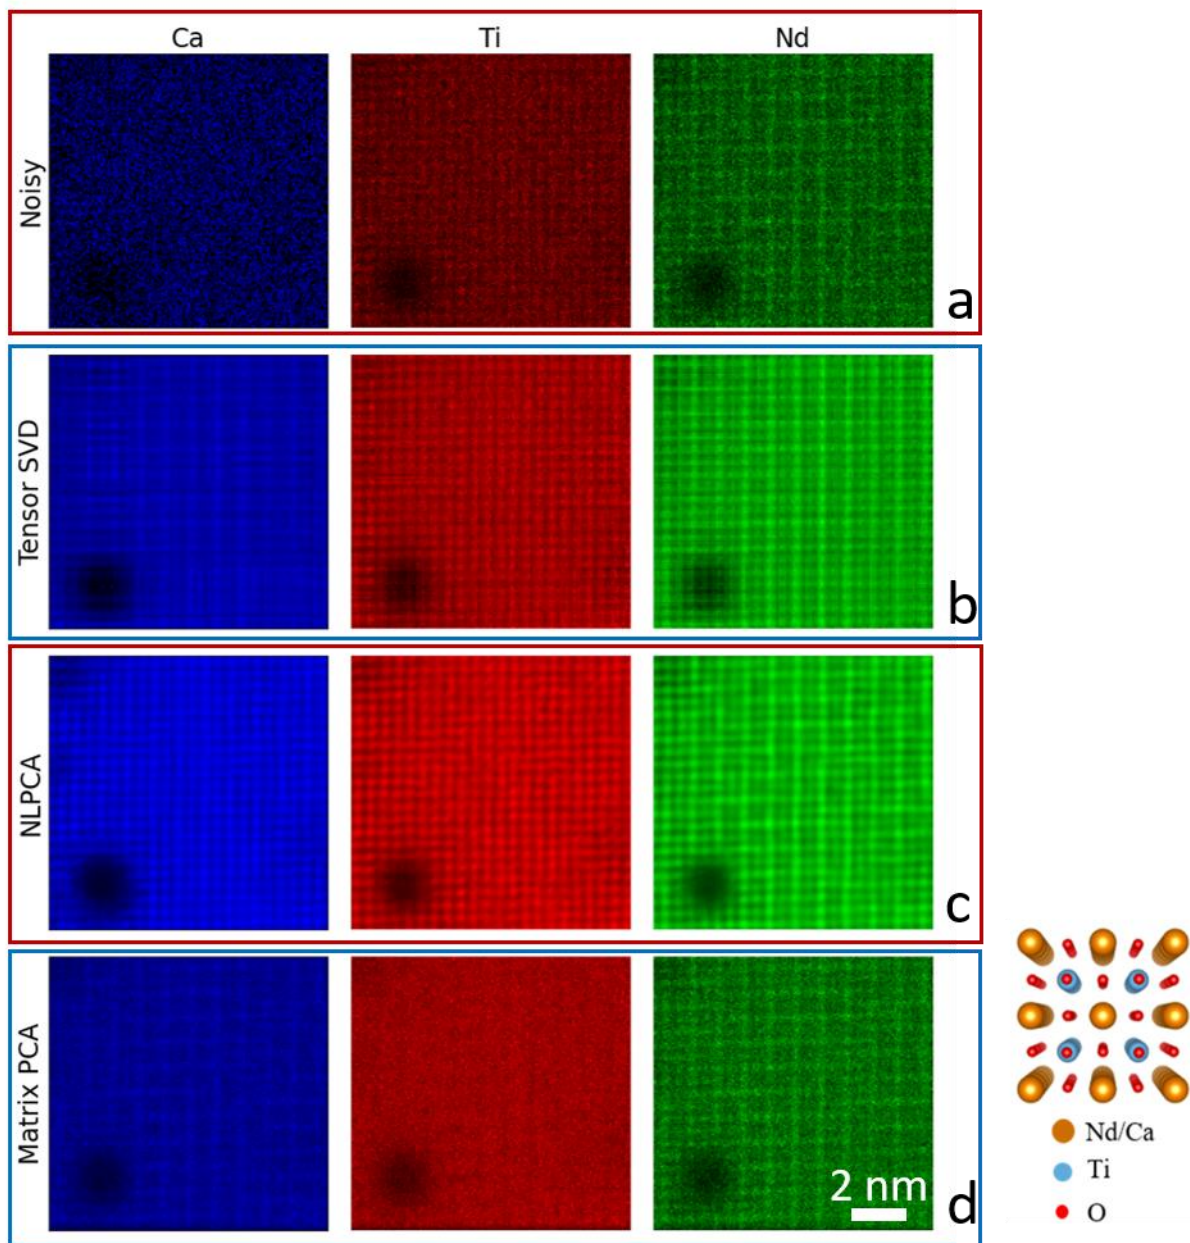 Ca Ti Nd
Noisy
a
Tensor SVD
b
NLPCA
c
Matrix PCA
2 nm
d
Nd/Ca
Ti
O